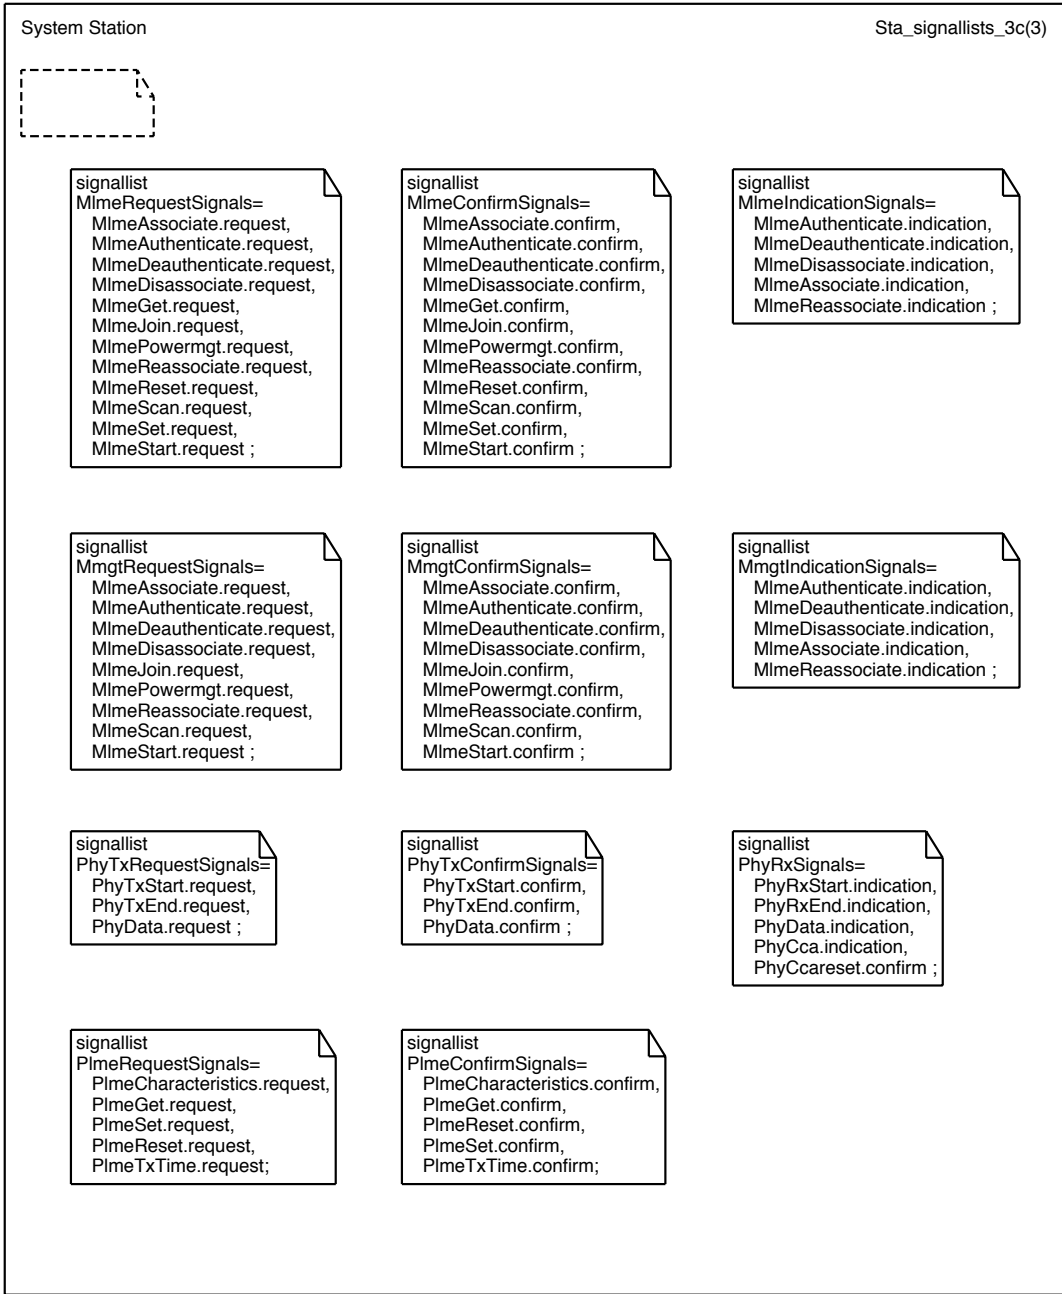 System Station
Sta_signallists_3c(3)
signallist
MlmeRequestSignals=
MlmeAssociate.request,
MlmeAuthenticate.request,
MlmeDeauthenticate.request,
MlmeDisassociate.request,
MlmeGet.request,
MlmeJoin.request,
MlmePowermgt.request,
MlmeReassociate.request,
MlmeReset.request,
MlmeScan.request,
MlmeSet.request,
MlmeStart.request ;
signallist
MlmeConfirmSignals=
MlmeAssociate.confirm,
MlmeAuthenticate.confirm,
MlmeDeauthenticate.confirm,
MlmeDisassociate.confirm,
MlmeGet.confirm,
MlmeJoin.confirm,
MlmePowermgt.confirm,
MlmeReassociate.confirm,
MlmeReset.confirm,
MlmeScan.confirm,
MlmeSet.confirm,
MlmeStart.confirm ;
signallist
MlmeIndicationSignals=
MlmeAuthenticate.indication,
MlmeDeauthenticate.indication,
MlmeDisassociate.indication,
MlmeAssociate.indication,
MlmeReassociate.indication ;
signallist
MmgtRequestSignals=
MlmeAssociate.request,
MlmeAuthenticate.request,
MlmeDeauthenticate.request,
MlmeDisassociate.request,
MlmeJoin.request,
MlmePowermgt.request,
MlmeReassociate.request,
MlmeScan.request,
MlmeStart.request ;
signallist
MmgtConfirmSignals=
MlmeAssociate.confirm,
MlmeAuthenticate.confirm,
MlmeDeauthenticate.confirm,
MlmeDisassociate.confirm,
MlmeJoin.confirm,
MlmePowermgt.confirm,
MlmeReassociate.confirm,
MlmeScan.confirm,
MlmeStart.confirm ;
signallist
MmgtIndicationSignals=
MlmeAuthenticate.indication,
MlmeDeauthenticate.indication,
MlmeDisassociate.indication,
MlmeAssociate.indication,
MlmeReassociate.indication ;
signallist
PhyTxRequestSignals=
PhyTxStart.request,
PhyTxEnd.request,
PhyData.request ;
signallist
PhyTxConfirmSignals=
PhyTxStart.confirm,
PhyTxEnd.confirm,
PhyData.confirm ;
signallist
PhyRxSignals=
PhyRxStart.indication,
PhyRxEnd.indication,
PhyData.indication,
PhyCca.indication,
PhyCcareset.confirm ;
signallist
PlmeRequestSignals=
PlmeCharacteristics.request,
PlmeGet.request,
PlmeSet.request,
PlmeReset.request,
PlmeTxTime.request;
signallist
PlmeConfirmSignals=
PlmeCharacteristics.confirm,
PlmeGet.confirm,
PlmeReset.confirm,
PlmeSet.confirm,
PlmeTxTime.confirm;